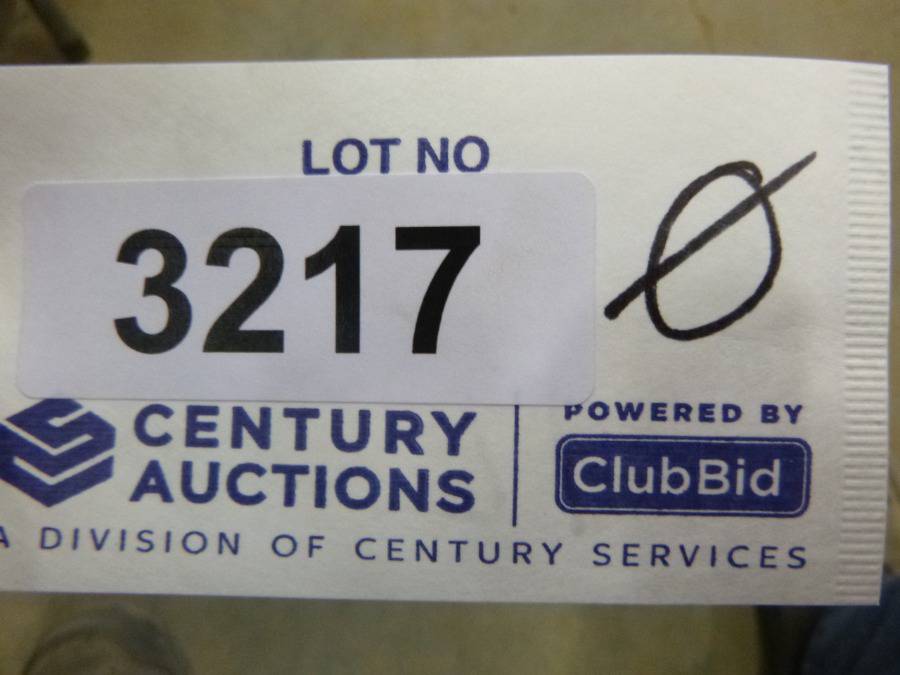 LOT NO
3217 Ø
CENTURY
AUCTIONS
POWERED BY
ClubBid
A DIVISION OF CENTURY SERVICES